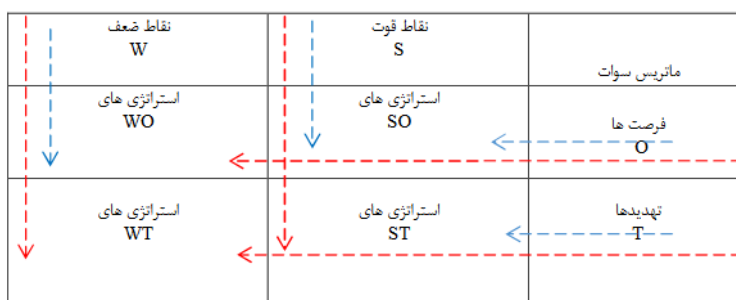 ماتریس سوات
نقاط قوت
S
نقاط ضعف
W
فرصت ها
O
استراتژی های
SO
استراتژی های
WO
تهدیدها
T
استراتژی های
ST
استراتژی های
WT